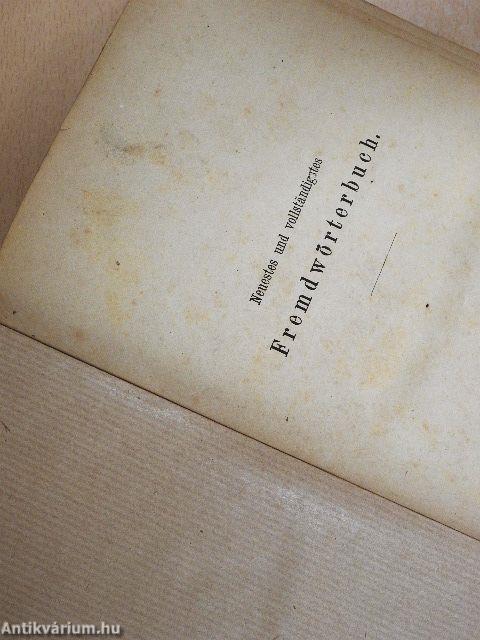 Neuestes und vollständigstes
Fremdwörterbuch.
Antikvárium.hu